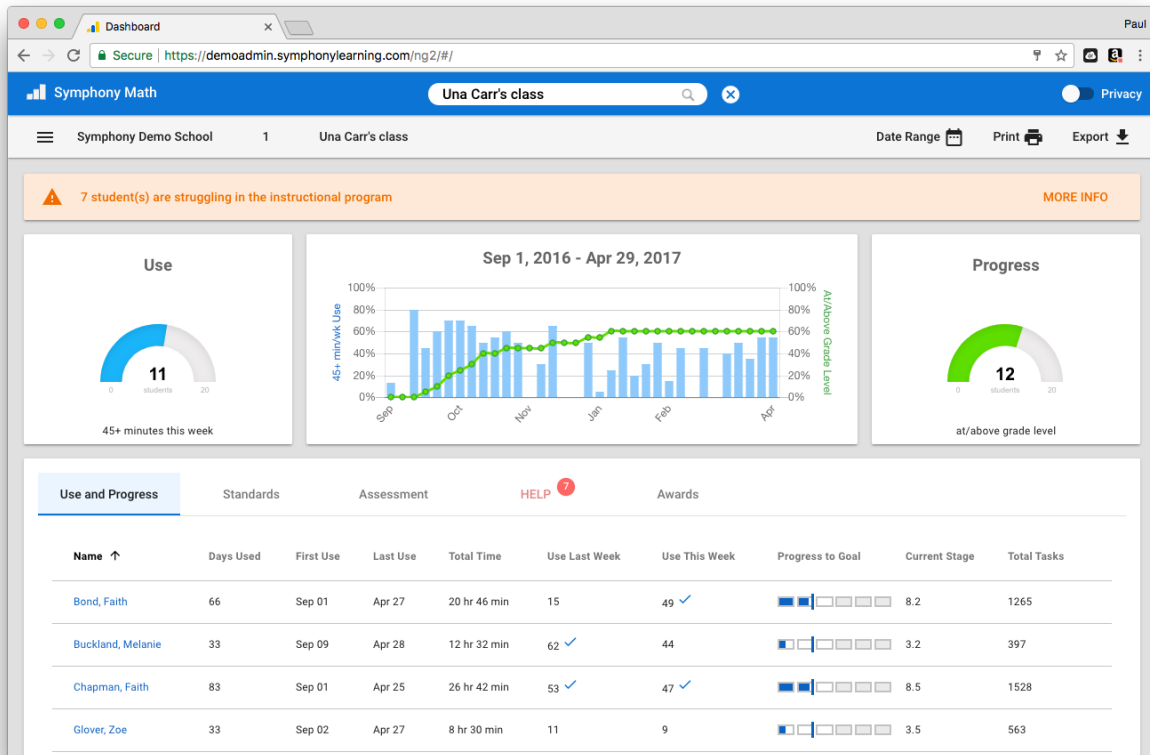 Dashboard
Paul
Secure | https://demoadmin.symphonylearning.com/ng2/#/
Symphony Math Una Carr's class Privacy
Symphony Demo School 1 Una Carr's class Date Range Print Export
7 student(s) are struggling in the instructional program MORE INFO
Use
11
0 students 20
45+ minutes this week
Sep 1, 2016 - Apr 29, 2017
45+ min/wk Use
100% 100%
80% 80%
60% 60%
40% 40%
20% 20%
0% 0%
At/Above Grade Level
Sep Oct Nov Jan Feb Apr
Progress
12
0 students 20
at/above grade level
Use and Progress Standards Assessment HELP 7 Awards
Name Days Used First Use Last Use Total Time Use Last Week Use This Week Progress to Goal Current Stage Total Tasks
Bond, Faith 66 Sep 01 Apr 27 20 hr 46 min 15 49 8.2 1265
Buckland, Melanie 33 Sep 09 Apr 28 12 hr 32 min 62 44 3.2 397
Chapman, Faith 83 Sep 01 Apr 25 26 hr 42 min 53 47 8.5 1528
Glover, Zoe 33 Sep 02 Apr 27 8 hr 30 min 11 9 3.5 563